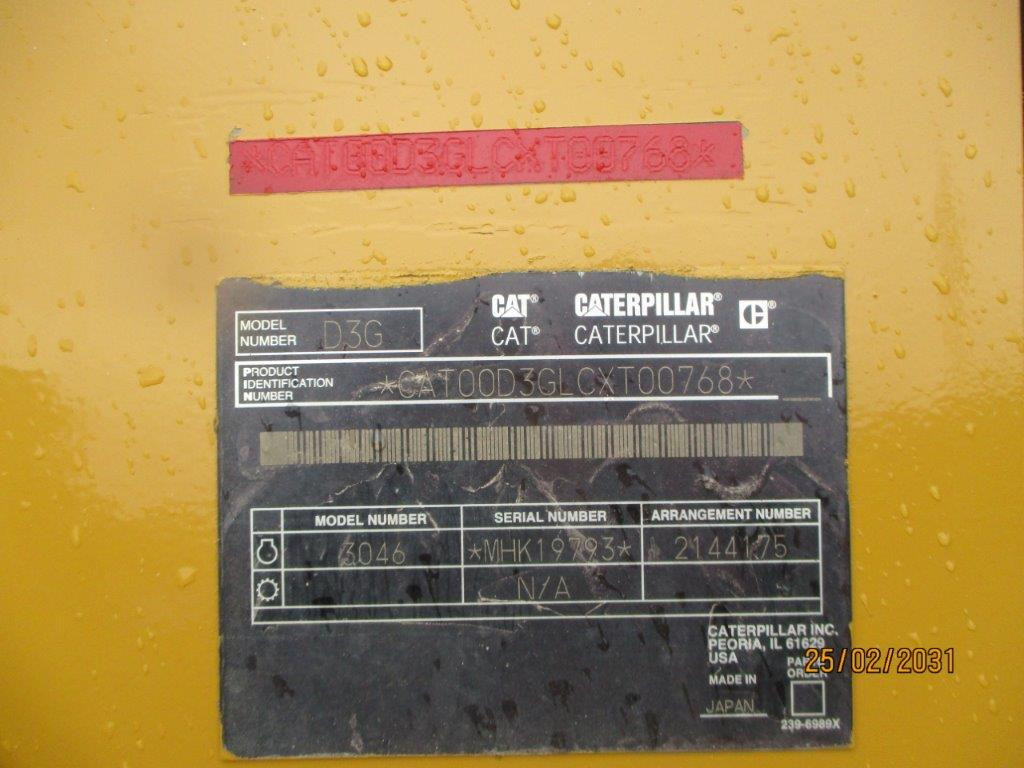 *CAT00D3GLCXT00768*
MODEL NUMBER D3G
CAT® CATERPILLAR® C®
CAT® CATERPILLAR®
PRODUCT IDENTIFICATION NUMBER *CAT00D3GLCXT00768*
MODEL NUMBER SERIAL NUMBER ARRANGEMENT NUMBER
3046 *MHK19793* 2144175
N/A
CATERPILLAR INC.
PEORIA, IL 61629
USA
25/02/2031
ORDER
MADE IN
JAPAN
239-6989X